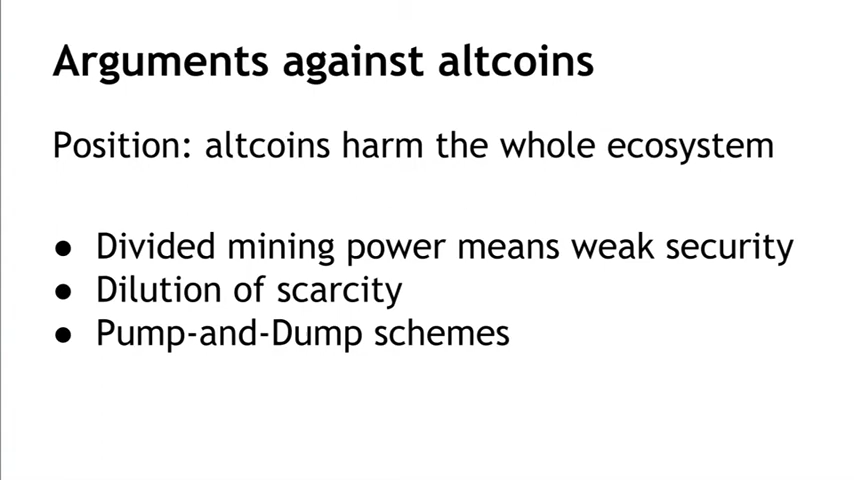 Arguments against altcoins
Position: altcoins harm the whole ecosystem
● Divided mining power means weak security
● Dilution of scarcity
● Pump-and-Dump schemes